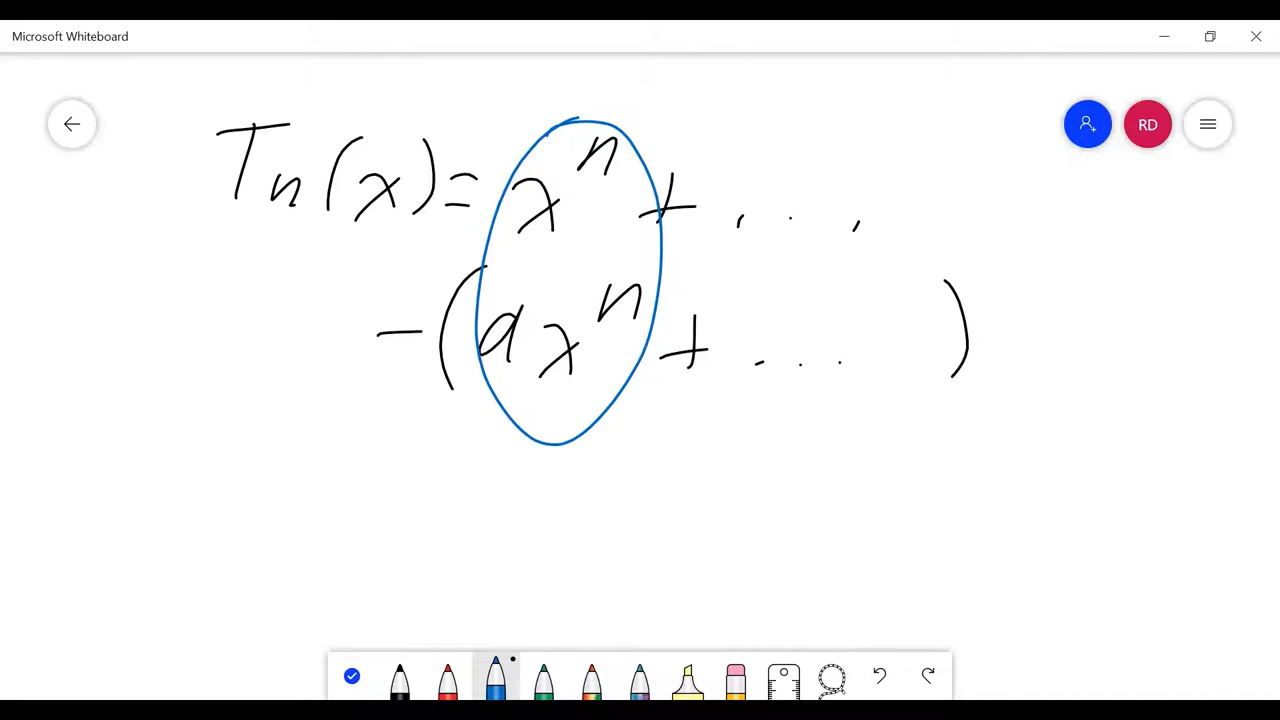 Microsoft Whiteboard
RD
Tn(x) = x^n + ...
- (ax^n + ... )